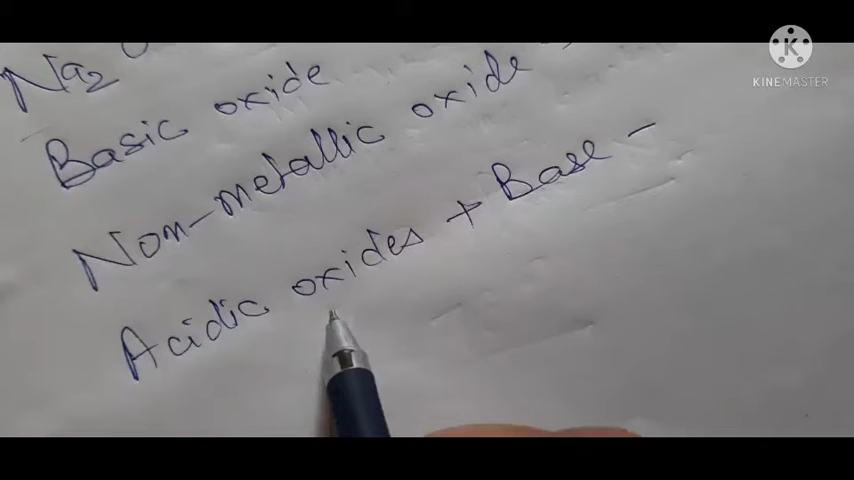 Na2
Basic oxide
Non-metallic oxide -
Acidic oxides + Base -
KINEMASTER